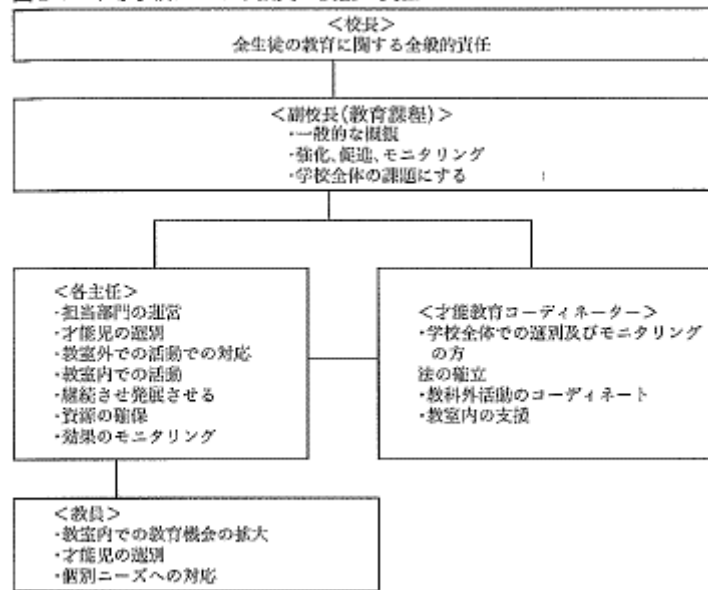 ＜校長＞
全生徒の教育に関する全般的責任
＜副校長（教育課程）＞
・一般的な概観
・強化、促進、モニタリング
・学校全体の課題にする
＜各主任＞
・担当部門の運営
・才能児の選別
・教室外での活動での対応
・教室内での活動
・継続させ発展させる
・資源の確保
・効果のモニタリング
＜才能教育コーディネーター＞
・学校全体での選別及びモニタリング
の方
法の確立
・教科外活動のコーディネート
・教室内の支援
＜教員＞
・教室内での教育機会の拡大
・才能児の選別
・個別ニーズへの対応